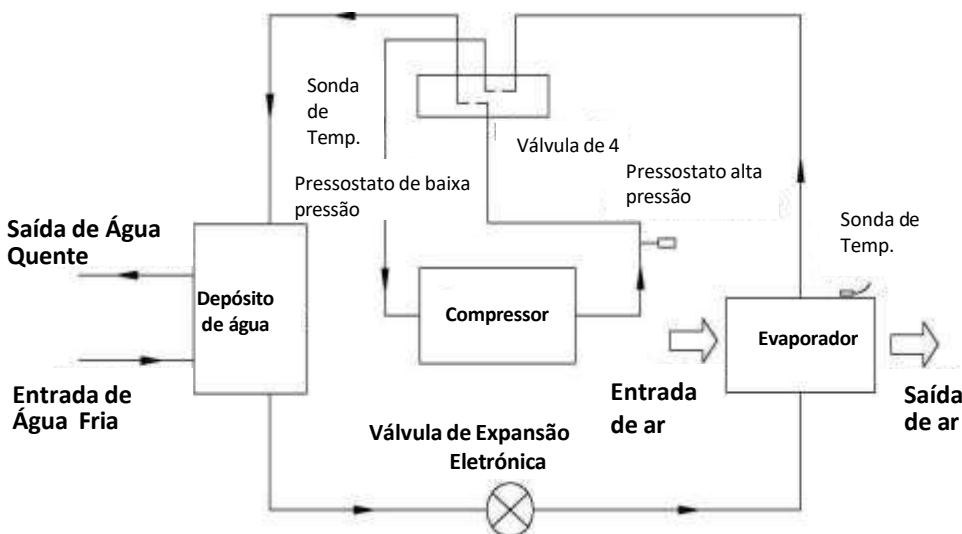 Sonda
de
Temp.
Válvula de 4
Pressostato de baixa
pressão
Pressostato alta
pressão
Sonda de
Temp.
Saída de Água
Quente
Depósito
de água
Compressor
Evaporador
Entrada de
Água Fria
Entrada
de ar
Saída
de ar
Válvula de Expansão
Eletrónica